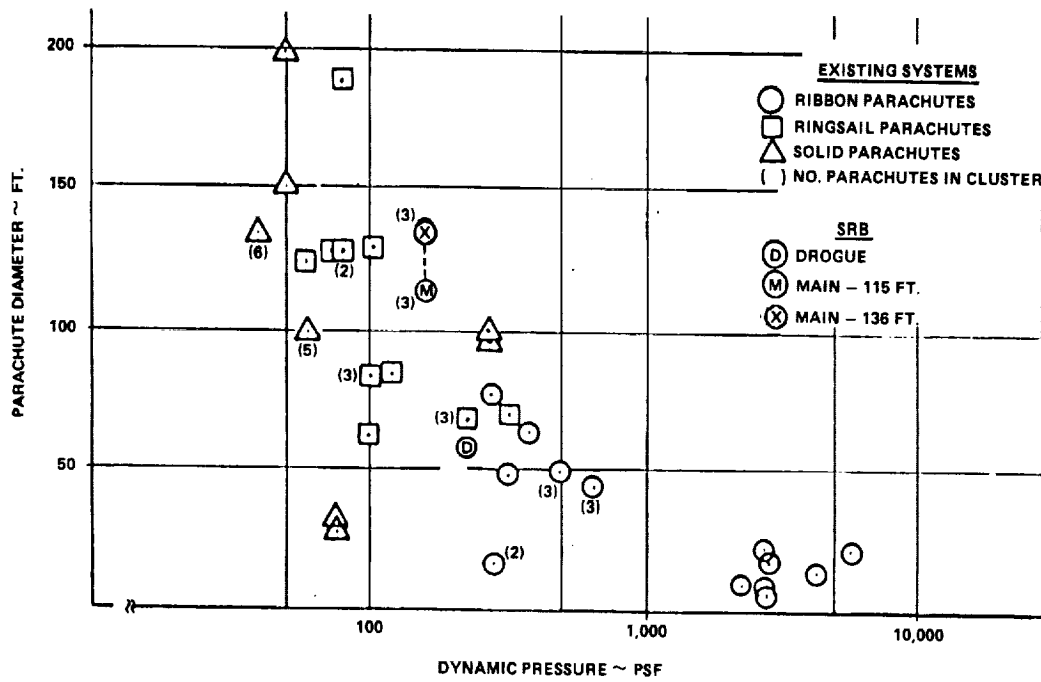 200
150
100
50
PARACHUTE DIAMETER ~ FT.
EXISTING SYSTEMS
RIBBON PARACHUTES
RINGSAIL PARACHUTES
SOLID PARACHUTES
( ) NO. PARACHUTES IN CLUSTER
SRB
D DROGUE
M MAIN – 115 FT.
X MAIN – 136 FT.
(3)
X
(6)
(2)
(3)
M
(5)
(3)
(3)
D
(3)
(3)
(2)
100
1,000
10,000
DYNAMIC PRESSURE ~ PSF